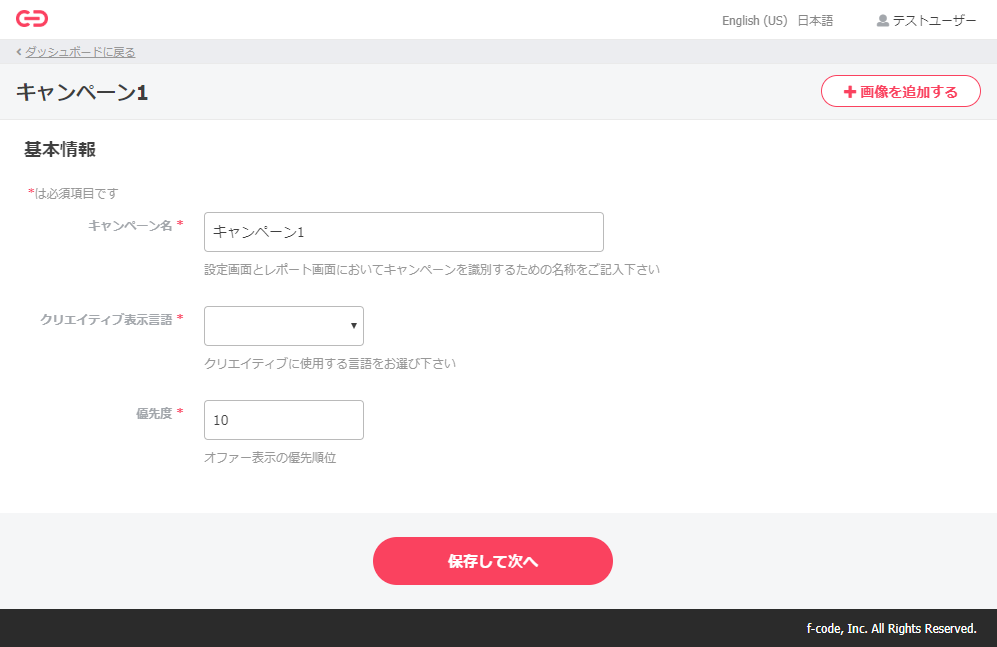 English (US) 日本語 テストユーザー
ダッシュボードに戻る
キャンペーン1
画像を追加する
基本情報
*は必須項目です
キャンペーン名 *
キャンペーン1
設定画面とレポート画面においてキャンペーンを識別するための名称をご記入下さい
クリエイティブ表示言語 *
クリエイティブに使用する言語をお選び下さい
優先度 *
10
オファー表示の優先順位
保存して次へ
f-code, Inc. All Rights Reserved.